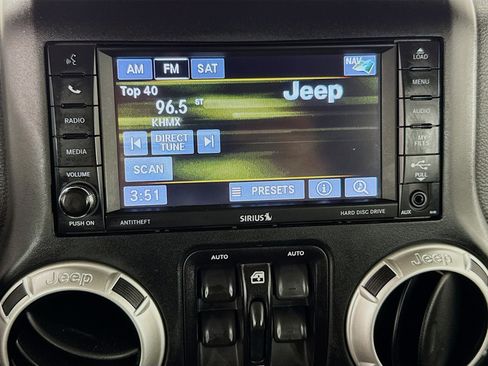 AM FM SAT NAV
Top 40
96.5 ST
KHMX
Jeep
DIRECT
TUNE
SCAN
3:51 PRESETS
RADIO
MEDIA
VOLUME
PUSH ON
ANTITHEFT
SIRIUS
HARD DISC DRIVE
LOAD
MENU
AUDIO
MY
FILES
PULL
AUX
AUTO AUTO
Jeep
Jeep